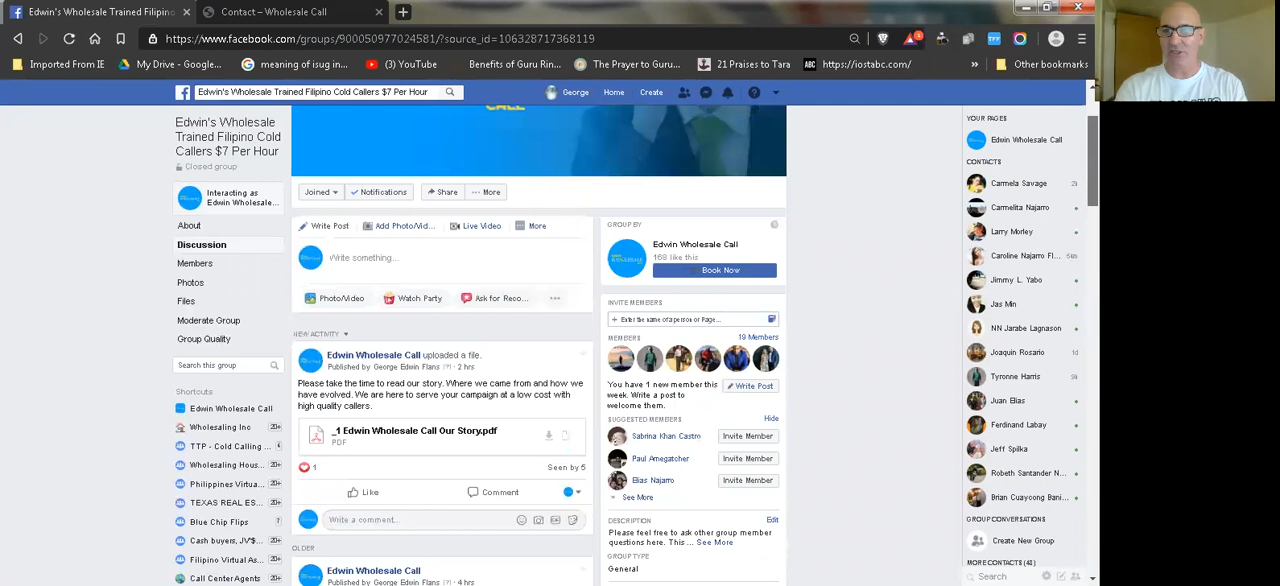 Edwin's Wholesale Trained Filipino
Contact – Wholesale Call
https://www.facebook.com/groups/900050977024581/?source_id=106328717368119
Imported From IE
My Drive - Google...
meaning of isug in...
(3) YouTube
Benefits of Guru Rin...
The Prayer to Guru...
21 Praises to Tara
ABC
https://iostabc.com/
»
Other bookmarks
Edwin's Wholesale Trained Filipino Cold Callers $7 Per Hour
George
Home
Create
Edwin's Wholesale
Trained Filipino Cold
Callers $7 Per Hour
Closed group
Interacting as
Edwin Wholesale...
About
Discussion
Members
Photos
Files
Moderate Group
Group Quality
Search this group
Shortcuts
Edwin Wholesale Call
Wholesaling Inc 20+
TTP - Cold Calling ...
Wholesaling Hous... 20+
Philippines Virtua... 20+
TEXAS REAL ES... 20+
Blue Chip Flips 7
Cash buyers, JV'$... 20+
Filipino Virtual As... 20+
Call Center Agents 20+
CALL
Joined
Notifications
Share
More
Write Post
Add Photo/Vid...
Live Video
More
Write something...
Photo/Video
Watch Party
Ask for Reco...
NEW ACTIVITY
Edwin Wholesale Call uploaded a file.
Published by George Edwin Flans [?] · 2 hrs
Please take the time to read our story. Where we came from and how we
have evolved. We are here to serve your campaign at a low cost with
high quality callers.
_1 Edwin Wholesale Call Our Story.pdf
PDF
1
Seen by 5
Like
Comment
Write a comment...
GIF
OLDER
Edwin Wholesale Call
Published by George Edwin Flans [?] · 4 hrs
GROUP BY
Edwin Wholesale Call
168 like this
Book Now
INVITE MEMBERS
+ Enter the name of a person or Page...
MEMBERS
19 Members
You have 1 new member this
week. Write a post to
welcome them.
Write Post
SUGGESTED MEMBERS
Hide
Sabrina Khan Castro
Invite Member
Paul Amegatcher
Invite Member
Elias Najarro
Invite Member
See More
DESCRIPTION
Edit
Please feel free to ask other group member
questions here. This ... See More
GROUP TYPE
General
YOUR PAGES
Edwin Wholesale Call
CONTACTS
Carmela Savage
Carmelita Najarro
Larry Morley
Caroline Najarro Fl...
Jimmy L. Yabo
Jas Min
NN Jarabe Lagnason
Joaquin Rosario 1d
Tyronne Harris
Juan Elias
Ferdinand Labay
Jeff Spilka
Robeth Santander N...
Brian Cuaycong Bani...
GROUP CONVERSATIONS
Create New Group
MORE CONTACTS (48)
Search